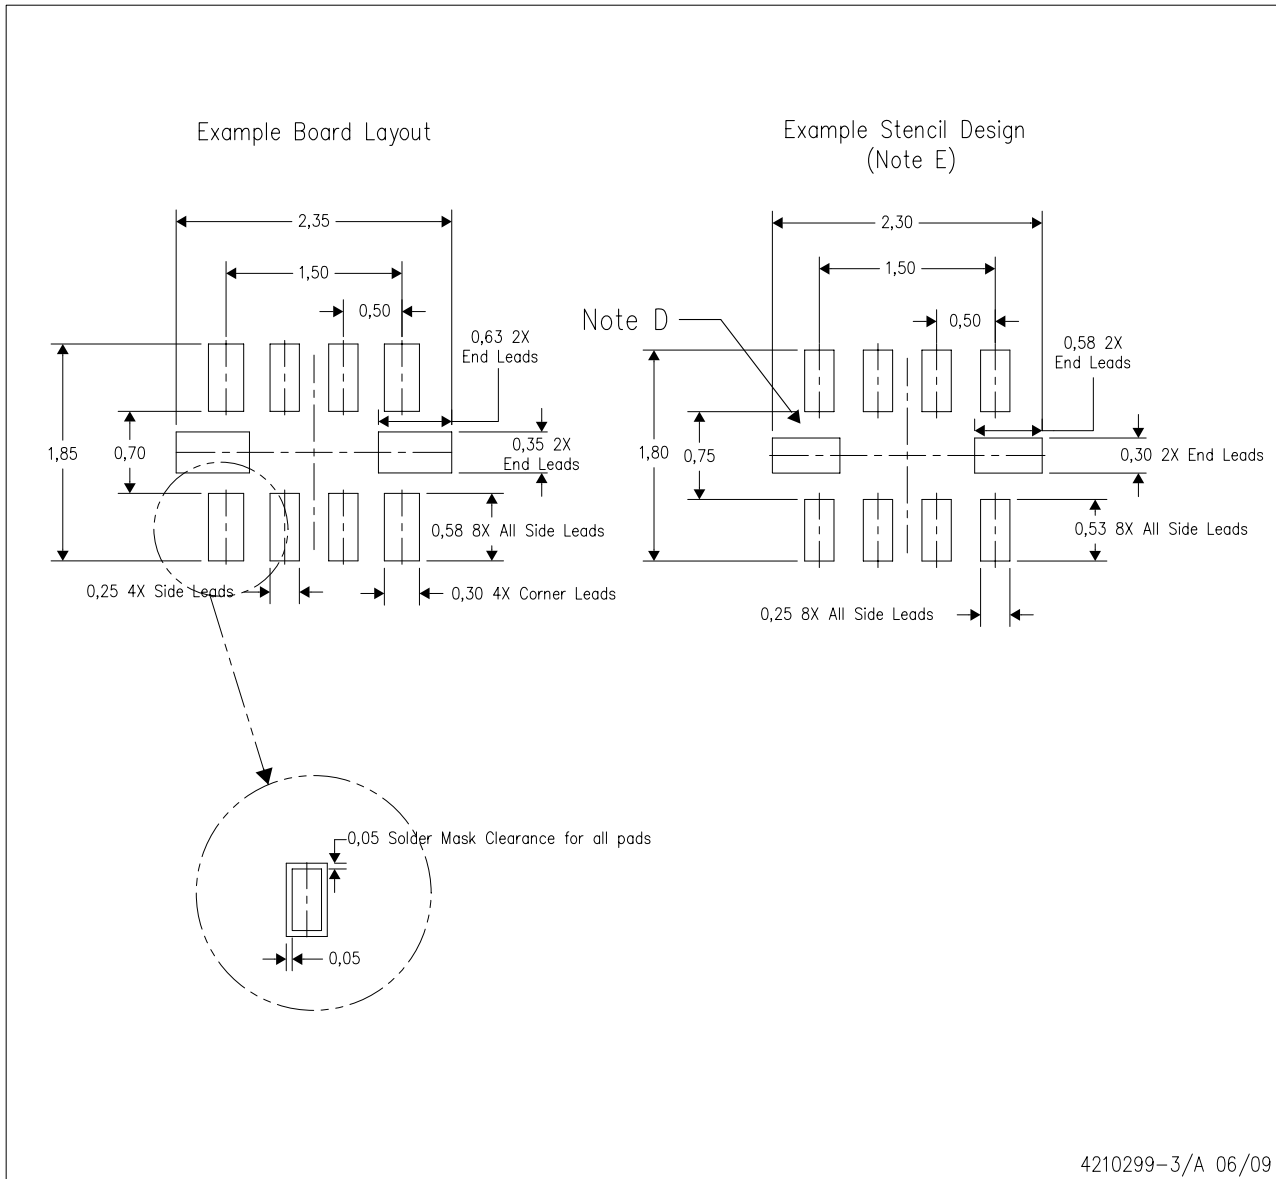 Example Board Layout
2,35
1,50
0,50
0,63 2X
End Leads
1,85
0,70
0,35 2X
End Leads
0,58 8X All Side Leads
0,25 4X Side Leads
0,30 4X Corner Leads
0,05 Solder Mask Clearance for all pads
0,05
Example Stencil Design
(Note E)
2,30
1,50
Note D
0,50
0,58 2X
End Leads
1,80
0,75
0,30 2X End Leads
0,53 8X All Side Leads
0,25 8X All Side Leads
4210299-3/A 06/09